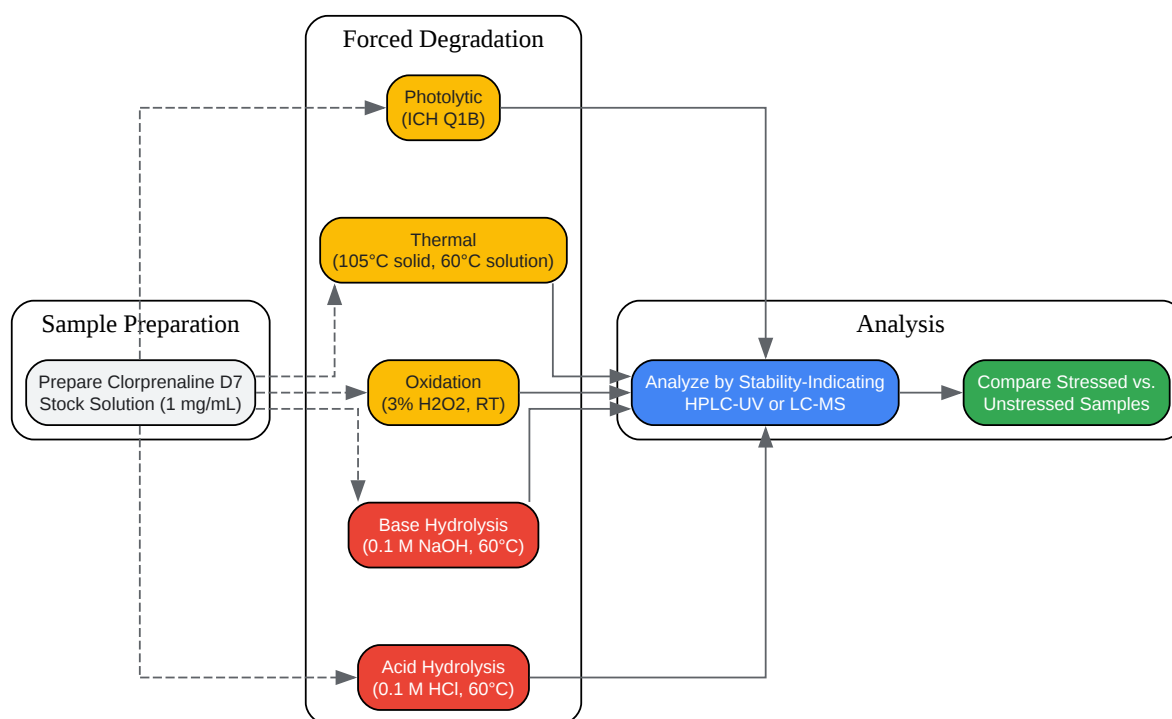 Forced Degradation
Photolytic
(ICH Q1B)
Thermal
(105°C solid, 60°C solution)
Sample Preparation
Prepare Clorprenaline D7
Stock Solution (1 mg/mL)
Oxidation
(3% H2O2, RT)
Base Hydrolysis
(0.1 M NaOH, 60°C)
Acid Hydrolysis
(0.1 M HCl, 60°C)
Analysis
Analyze by Stability-Indicating
HPLC-UV or LC-MS
Compare Stressed vs.
Unstressed Samples